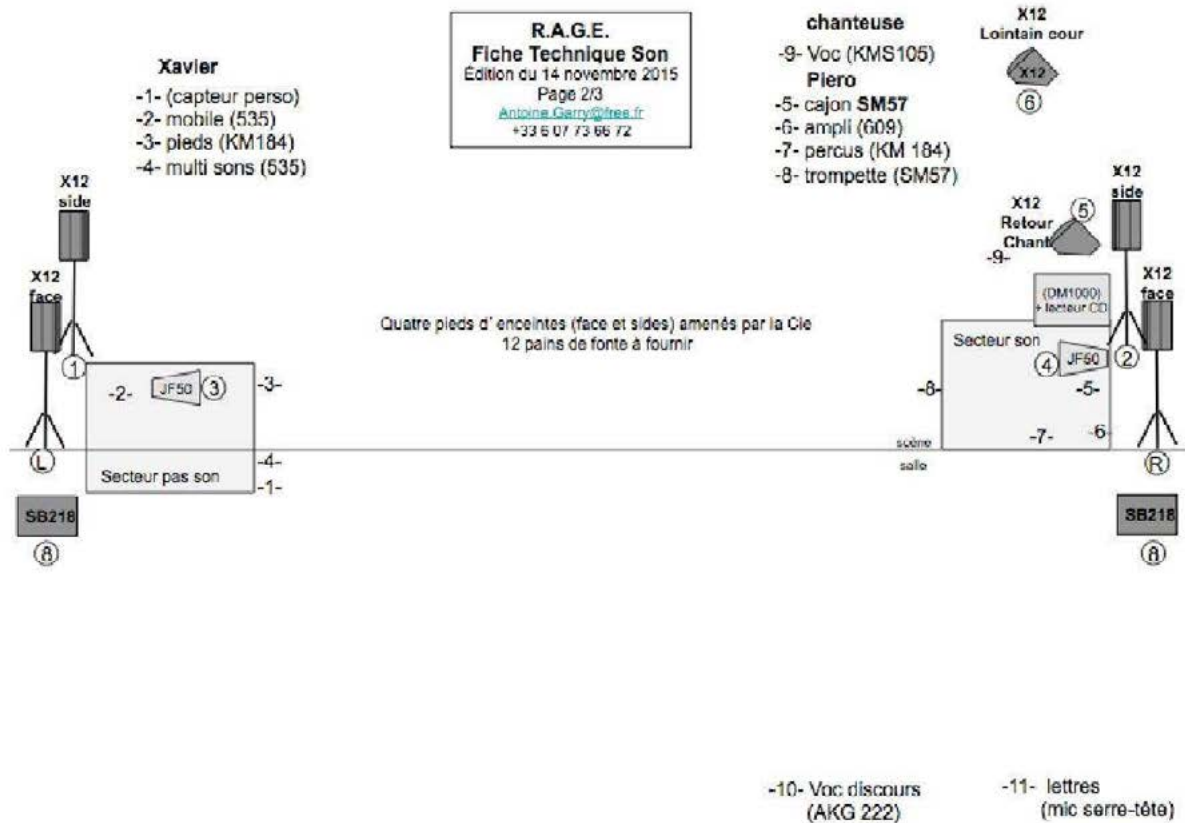 R.A.G.E.
Fiche Technique Son
Édition du 14 novembre 2015
Page 2/3
Antoine.Garry@free.fr
+33 6 07 73 66 72
Xavier
-1- (capteur perso)
-2- mobile (535)
-3- pieds (KM184)
-4- multi sons (535)
chanteuse
-9- Voc (KMS105)
Piero
-5- cajon SM57
-6- ampli (609)
-7- percus (KM 184)
-8- trompette (SM57)
X12
Lointain cour
X12
6
X12
side
X12
face
X12
side
X12
face
X12
Retour
Chant
5
-9-
(DM1000)
+ lecteur CD
Quatre pieds d' enceintes (face et sides) amenés par la Cie
12 pains de fonte à fournir
1
-2-
JF50
3
-3-
Secteur son
4
JF50
2
-8-
-5-
-7-
-6-
L
-4-
Secteur pas son
-1-
scène
salle
R
SB218
8
SB218
8
-10- Voc discours
(AKG 222)
-11- lettres
(mic serre-tête)